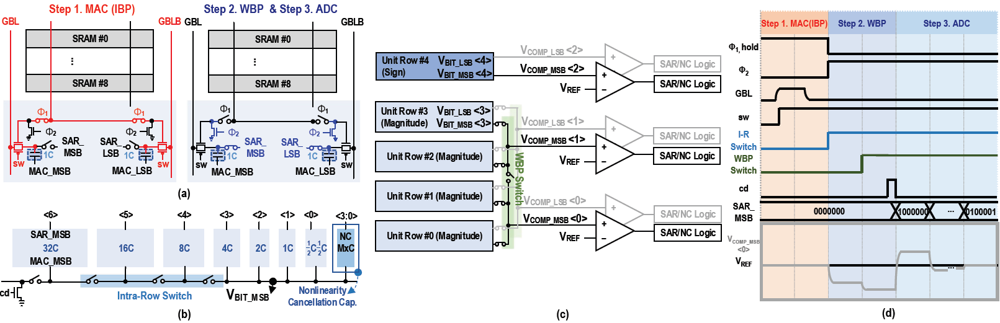 Step 1. MAC (IBP)
GBL
GBLB
SRAM #0
...
SRAM #8
Φ1
Φ1
Φ2
Φ2
SAR_
MSB
SAR_
LSB
1C
1C
sw
sw
MAC_MSB
MAC_LSB
Step 2. WBP & Step 3. ADC
GBL
GBLB
SRAM #0
...
SRAM #8
Φ1
Φ1
Φ2
Φ2
SAR_
MSB
SAR_
LSB
1C
1C
sw
sw
MAC_MSB
MAC_LSB
(a)
<6>
<5>
<4>
<3>
<2>
<1>
<0>
<3:0>
SAR_MSB
32C
MAC_MSB
16C
8C
4C
2C
1C
1/2C 1/2C
NC
MxC
cd
Intra-Row Switch
VBIT_MSB
Nonlinearity
Cancellation Cap.
(b)
Unit Row #4
(Sign)
VBIT_LSB <4>
VBIT_MSB <4>
VCOMP_LSB <2>
VCOMP_MSB <2>
VREF
+
+
−
SAR/NC Logic
SAR/NC Logic
Unit Row #3
(Magnitude)
VBIT_LSB <3>
VBIT_MSB <3>
VCOMP_LSB <1>
VCOMP_MSB <1>
VREF
+
+
−
SAR/NC Logic
SAR/NC Logic
Unit Row #2 (Magnitude)
WBP Switch
Unit Row #1 (Magnitude)
Unit Row #0 (Magnitude)
VCOMP_LSB <0>
VCOMP_MSB <0>
VREF
+
+
−
SAR/NC Logic
SAR/NC Logic
(c)
Step 1. MAC(IBP)
Step 2. WBP
Step 3. ADC
Φ1, hold
Φ2
GBL
sw
I-R
Switch
WBP
Switch
cd
SAR_
MSB
0000000
1000000
...
0100001
VCOMP_MSB
<0>
VREF
...
(d)